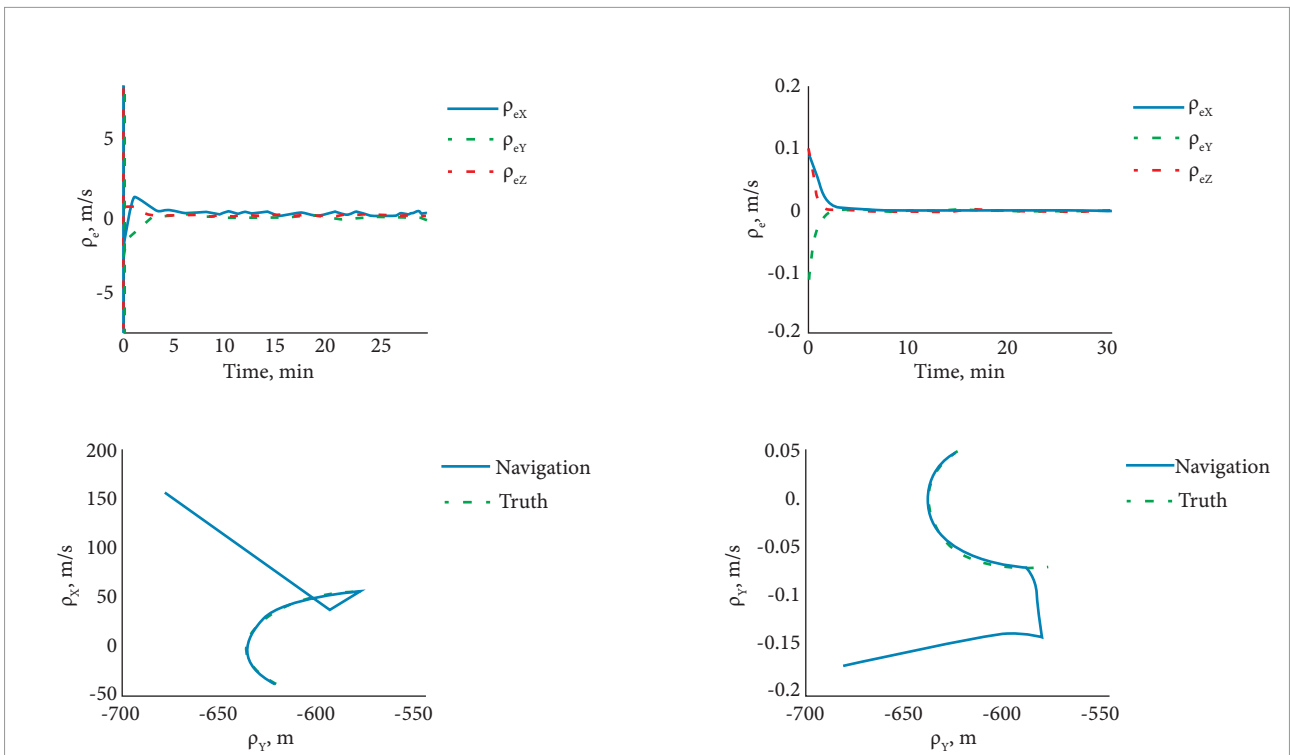 5
0
-5
ρe, m/s
0 5 10 15 20 25
Time, min
ρeX
ρeY
ρeZ
0.2
0.1
0
-0.1
-0.2
ρe, m/s
0 10 20 30
Time, min
ρeX
ρeY
ρeZ
200
150
100
50
0
-50
ρX, m/s
-700 -650 -600 -550
ρY, m
Navigation
Truth
0.05
0.
-0.05
-0.1
-0.15
-0.2
ρY, m/s
-700 -650 -600 -550
ρY, m
Navigation
Truth